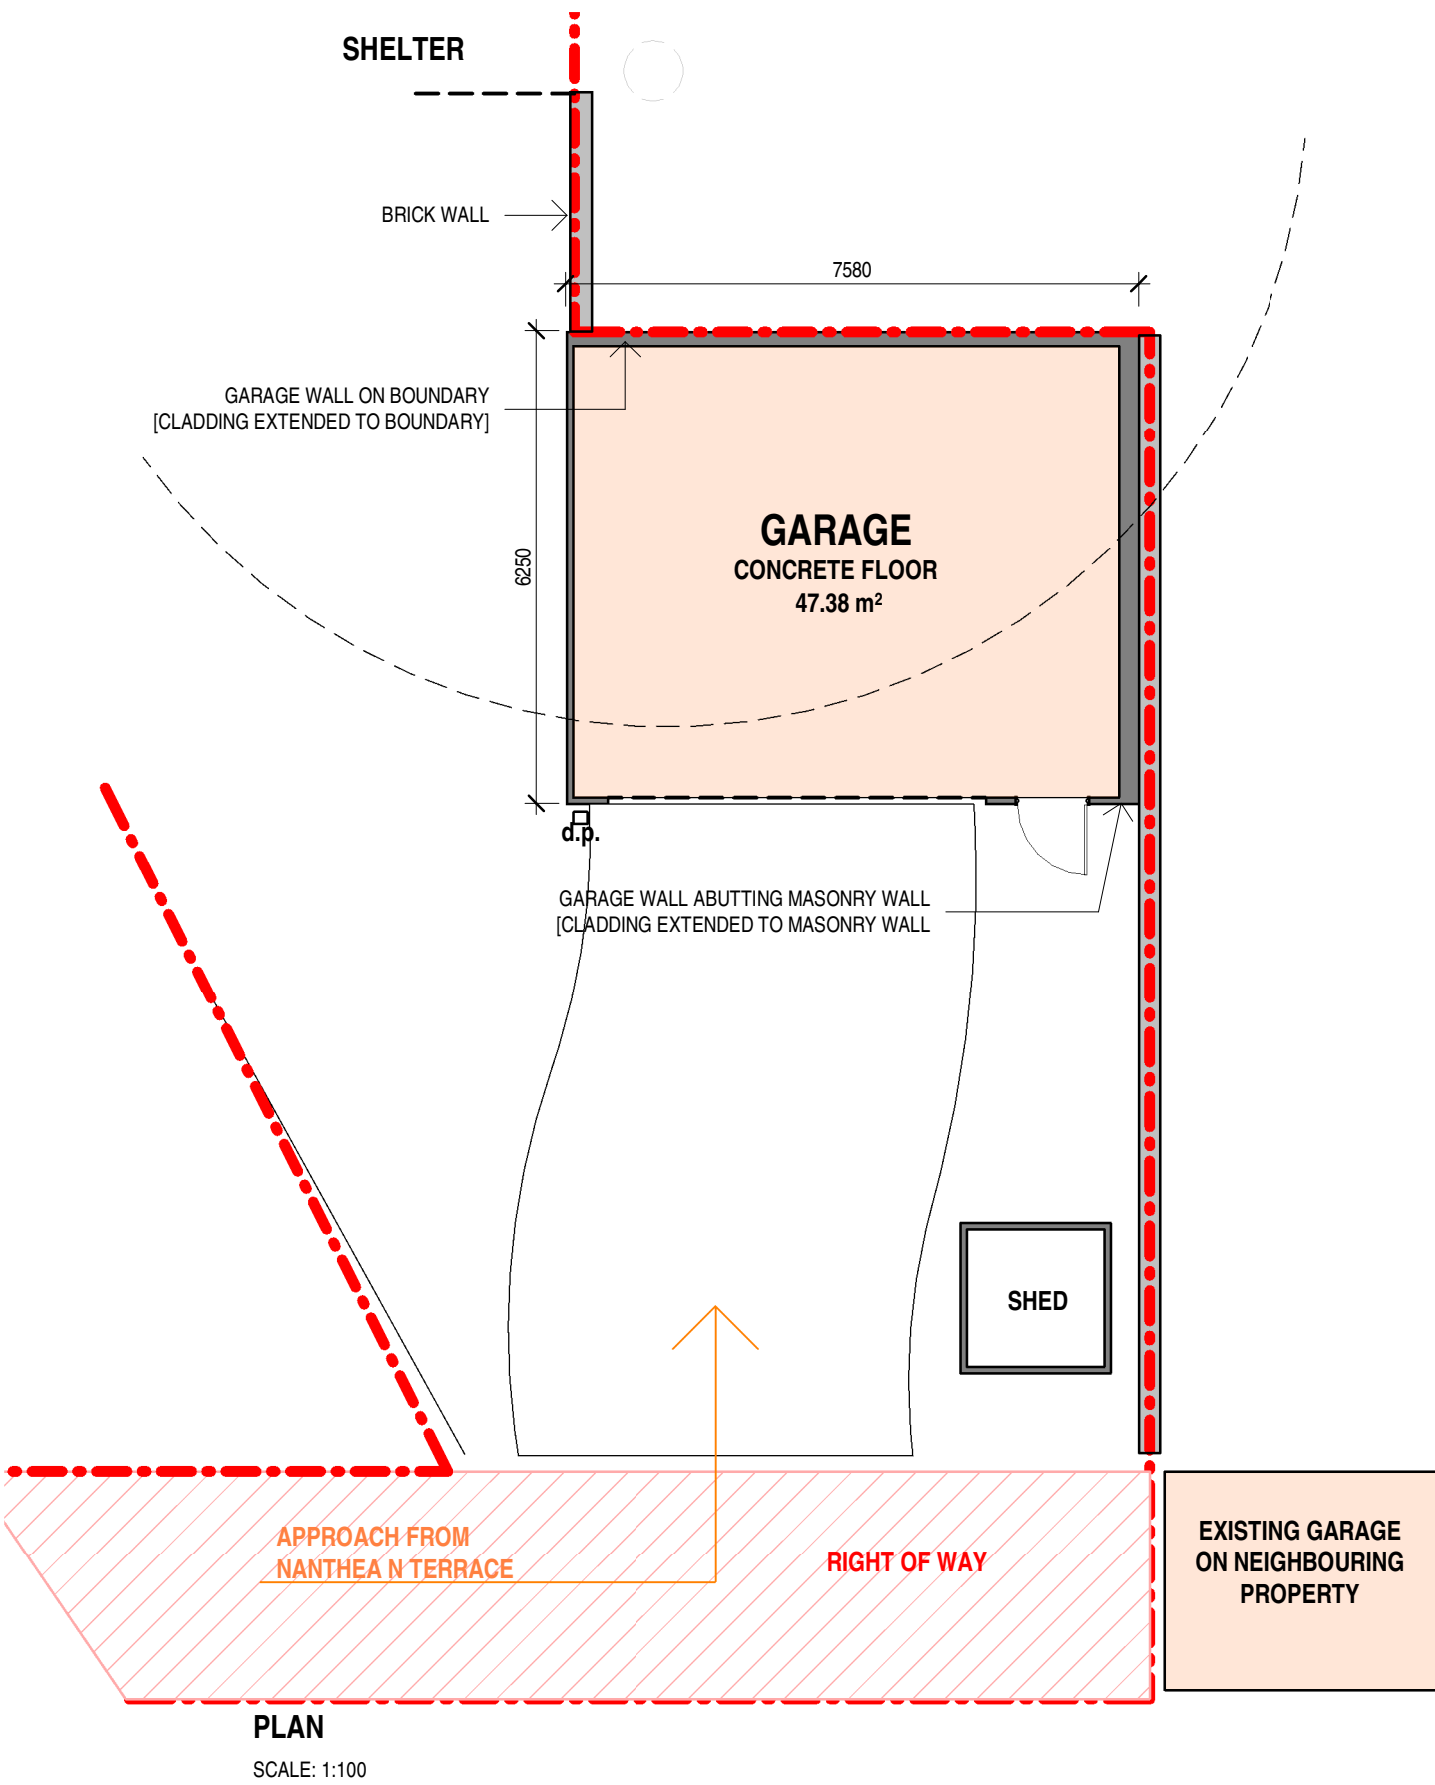 SHELTER
BRICK WALL
7580
GARAGE WALL ON BOUNDARY
[CLADDING EXTENDED TO BOUNDARY]
6250
GARAGE
CONCRETE FLOOR
47.38 m²
d.p.
GARAGE WALL ABUTTING MASONRY WALL
[CLADDING EXTENDED TO MASONRY WALL
SHED
APPROACH FROM
NANTHEA N TERRACE
RIGHT OF WAY
EXISTING GARAGE
ON NEIGHBOURING
PROPERTY
PLAN
SCALE: 1:100